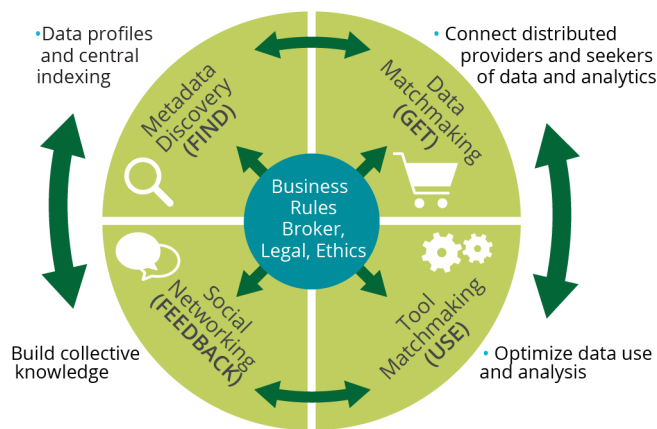 •Data profiles
and central
indexing
• Connect distributed
providers and seekers
of data and analytics
Metadata
Discovery
(FIND)
Data
Matchmaking
(GET)
Business
Rules
Broker,
Legal, Ethics
Social
Networking
(FEEDBACK)
Tool
Matchmaking
(USE)
Build collective
knowledge
• Optimize data use
and analysis